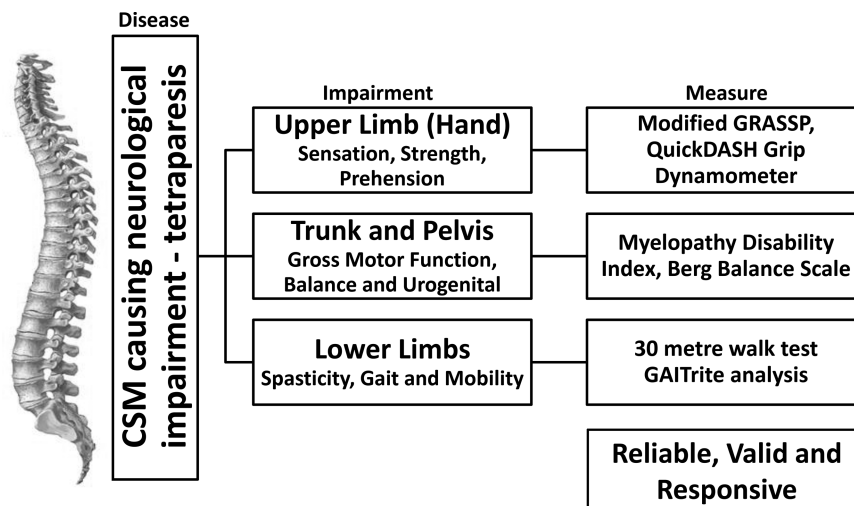 Disease
CSM causing neurological
impairment - tetraparesis
Impairment
Upper Limb (Hand)
Sensation, Strength,
Prehension
Trunk and Pelvis
Gross Motor Function,
Balance and Urogenital
Lower Limbs
Spasticity, Gait and Mobility
Measure
Modified GRASSP,
QuickDASH Grip
Dynamometer
Myelopathy Disability
Index, Berg Balance Scale
30 metre walk test
GAITrite analysis
Reliable, Valid and
Responsive